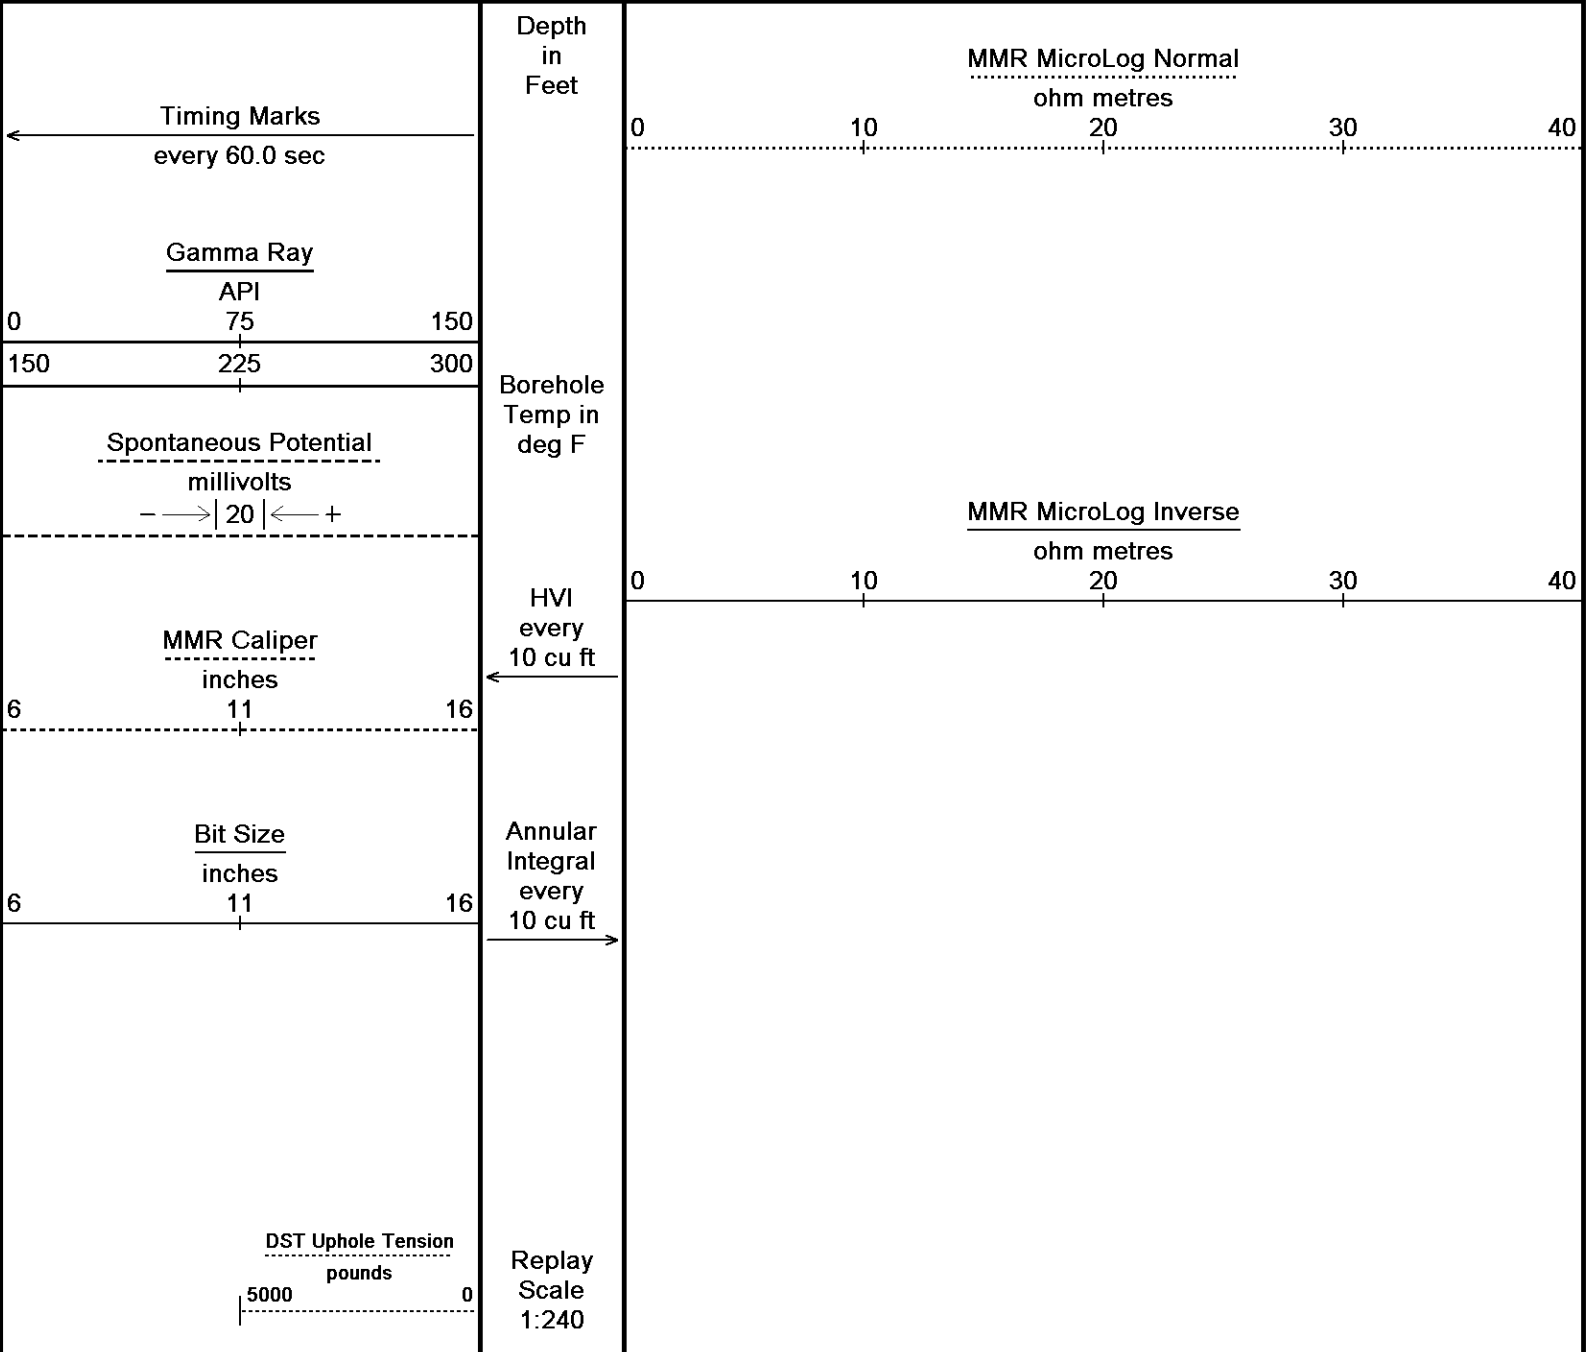 Timing Marks
every 60.0 sec
Gamma Ray
API
0 75 150
150 225 300
Spontaneous Potential
millivolts
− 20 +
MMR Caliper
inches
6 11 16
Bit Size
inches
6 11 16
DST Uphole Tension
pounds
5000 0
Depth
in
Feet
Borehole
Temp in
deg F
HVI
every
10 cu ft
Annular
Integral
every
10 cu ft
Replay
Scale
1:240
MMR MicroLog Normal
ohm metres
0 10 20 30 40
MMR MicroLog Inverse
ohm metres
0 10 20 30 40